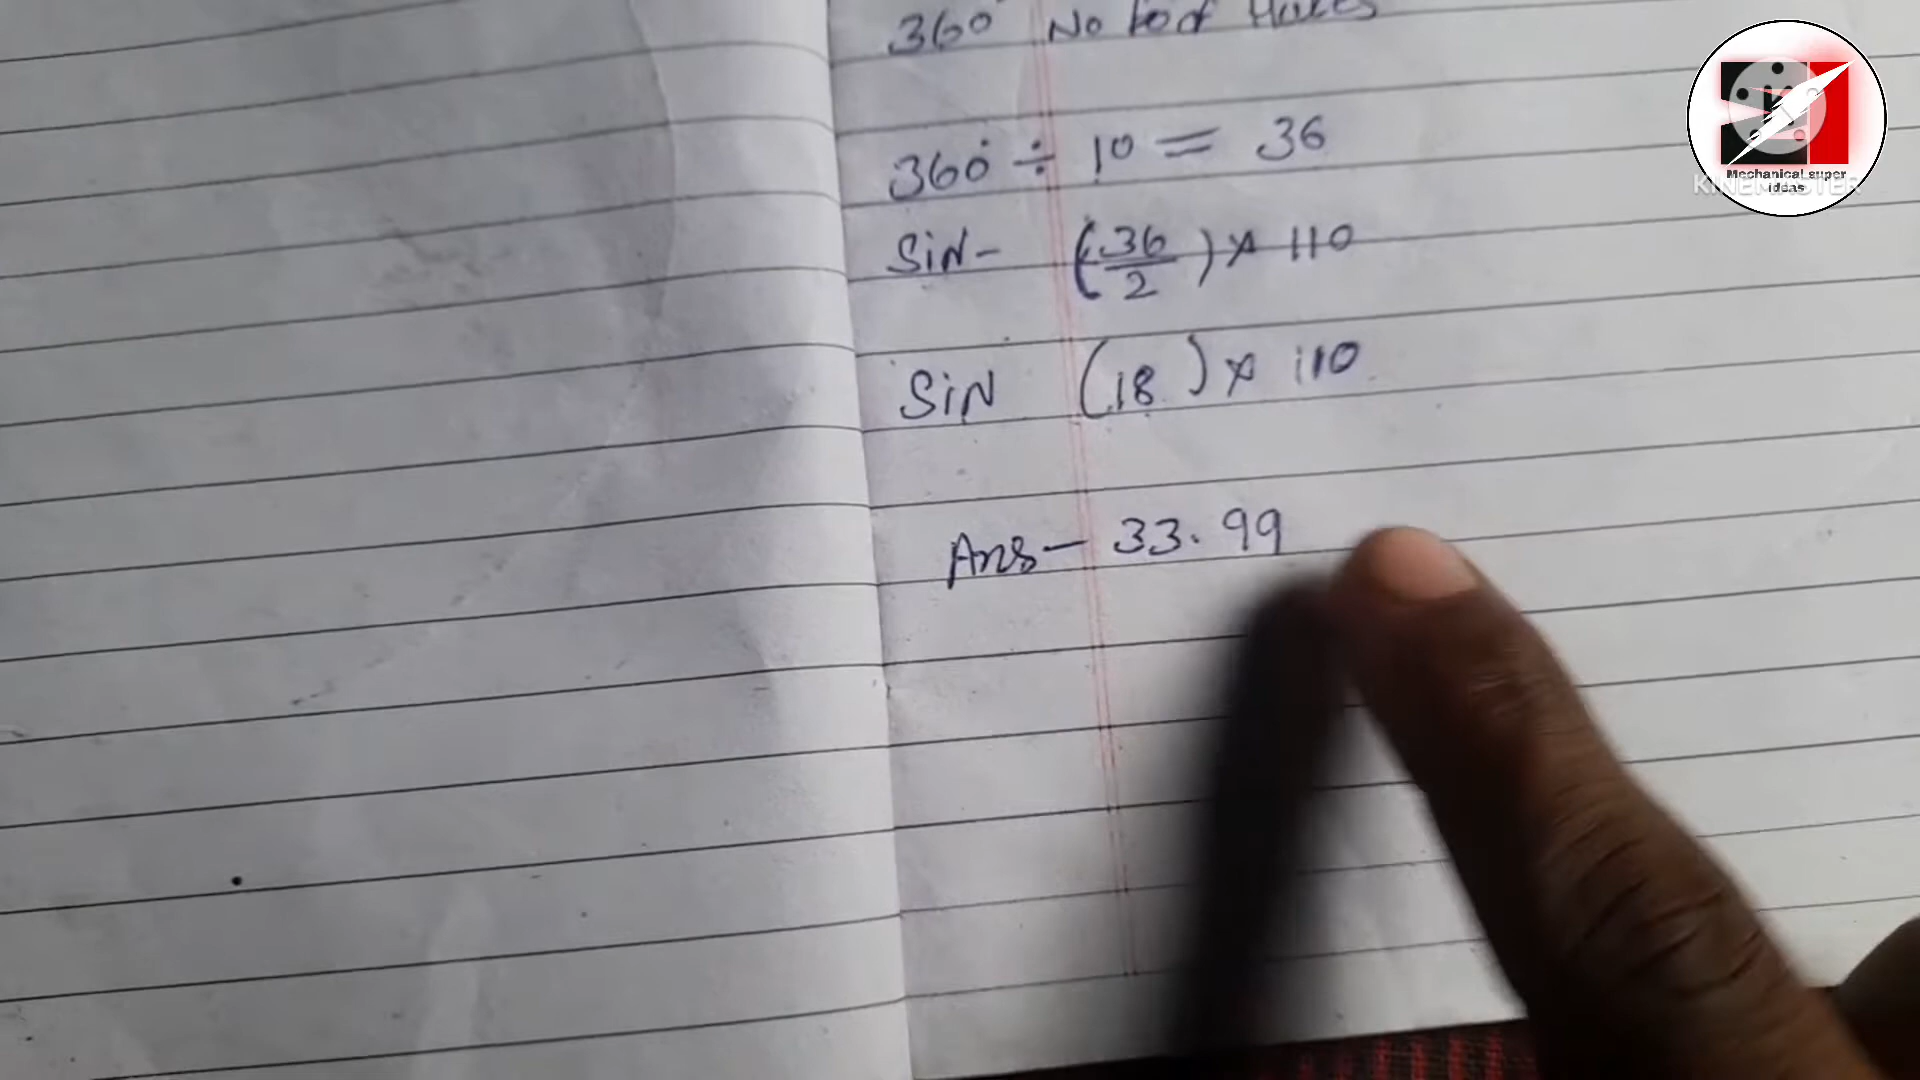 360° No of Holes
360° ÷ 10 = 36
SiN - (36/2) × 110
SiN (18) × 110
Ans - 33.99
Mechanical super
ideas
KINEMASTER